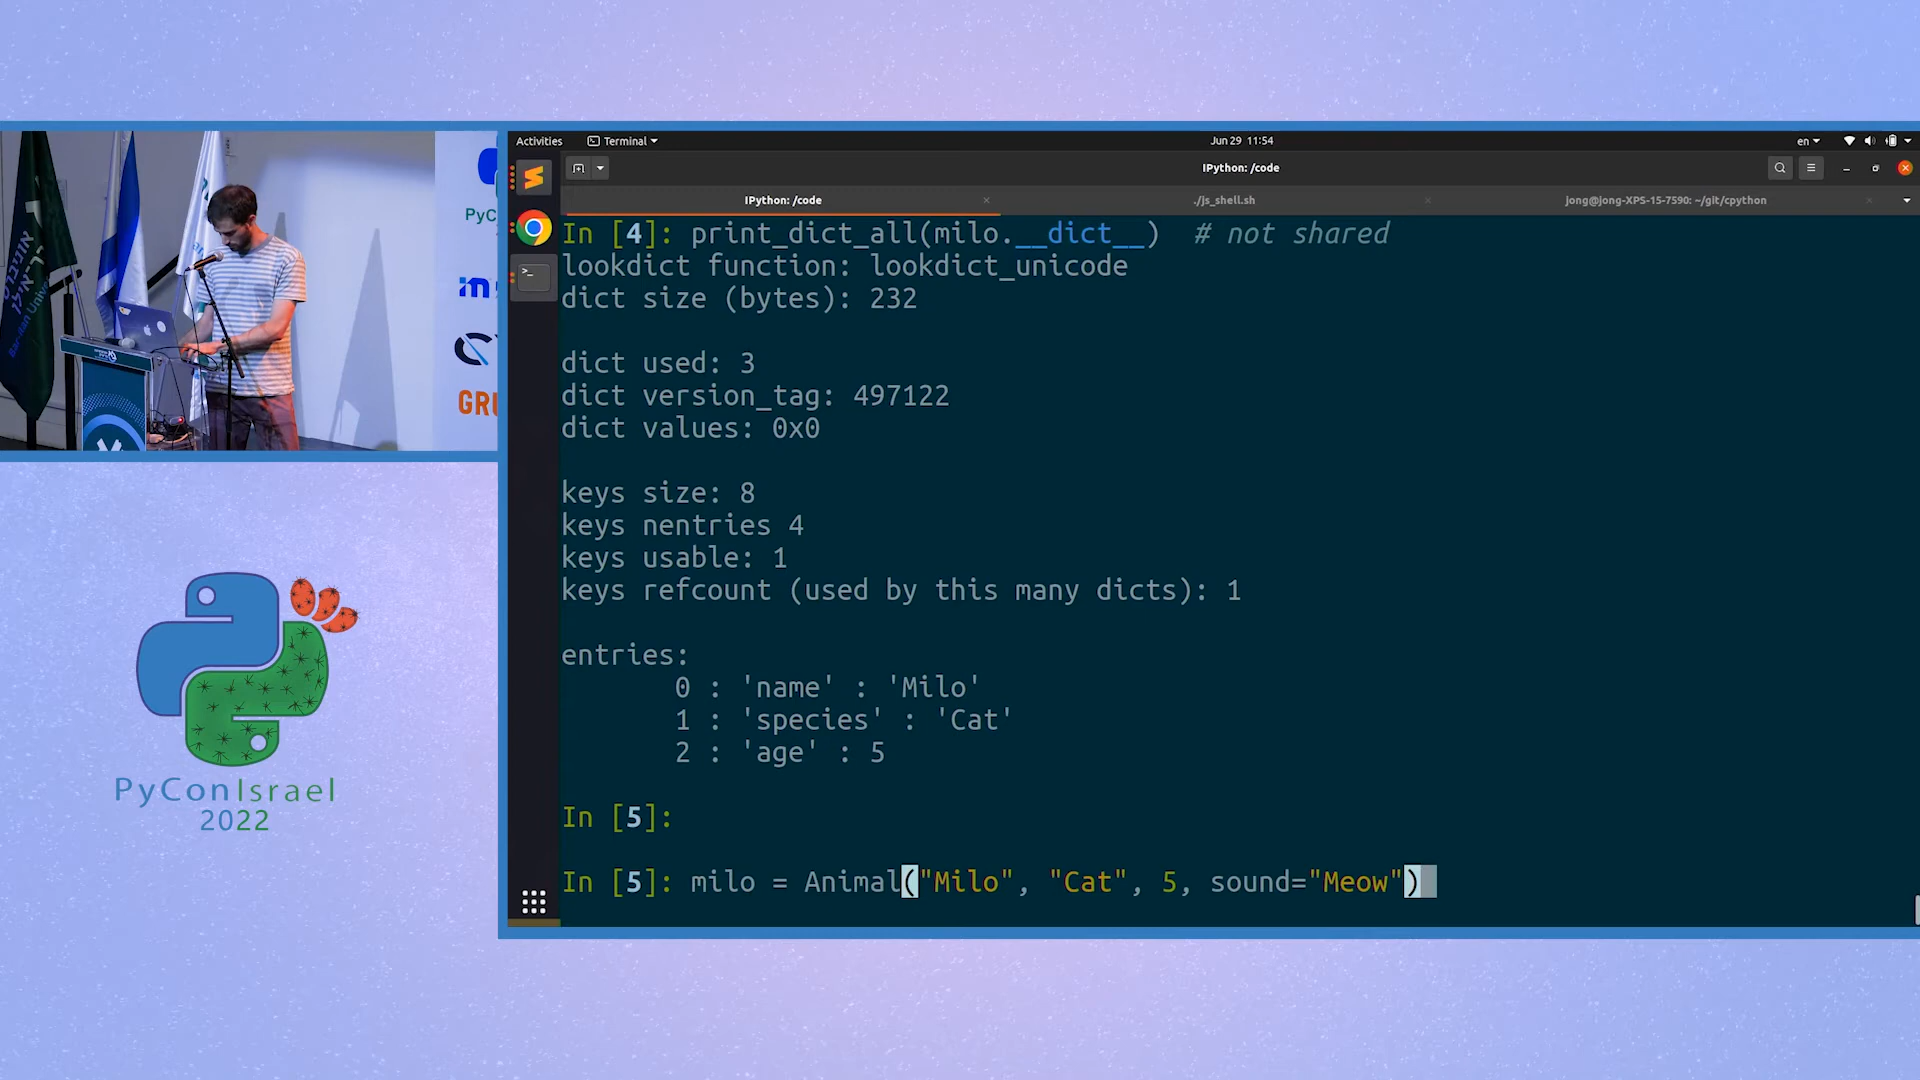 Activities
Terminal
Jun 29 11:54
en
IPython: /code
IPython: /code
./js_shell.sh
jong@jong-XPS-15-7590: ~/git/cpython
In [4]: print_dict_all(milo.__dict__)  # not shared
lookdict function: lookdict_unicode
dict size (bytes): 232
dict used: 3
dict version_tag: 497122
dict values: 0x0
keys size: 8
keys nentries 4
keys usable: 1
keys refcount (used by this many dicts): 1
entries:
0 : 'name' : 'Milo'
1 : 'species' : 'Cat'
2 : 'age' : 5
In [5]:
In [5]: milo = Animal("Milo", "Cat", 5, sound="Meow")
PyC
GRU
PyConIsrael
2022